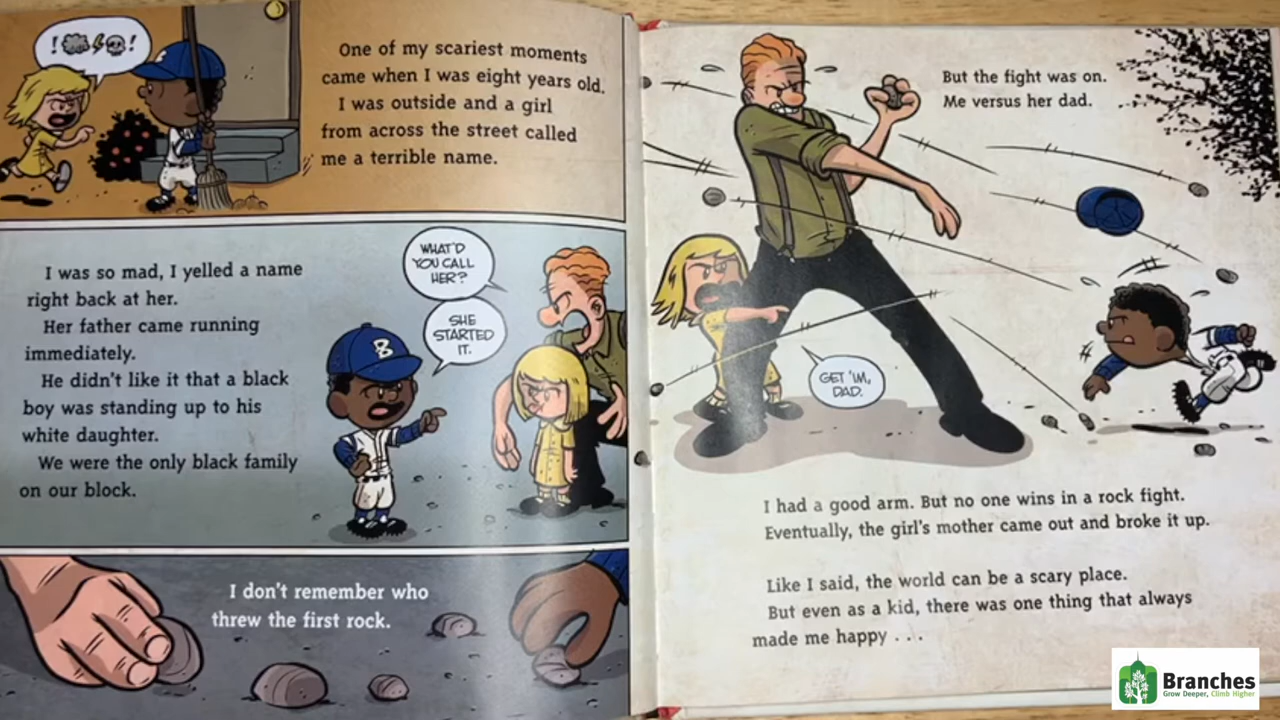 !
!
One of my scariest moments
came when I was eight years old.
I was outside and a girl
from across the street called
me a terrible name.
I was so mad, I yelled a name
right back at her.
Her father came running
immediately.
He didn't like it that a black
boy was standing up to his
white daughter.
We were the only black family
on our block.
WHAT'D
YOU CALL
HER?
SHE
STARTED
IT.
B
I don't remember who
threw the first rock.
But the fight was on.
Me versus her dad.
GET 'IM,
DAD.
I had a good arm. But no one wins in a rock fight.
Eventually, the girl's mother came out and broke it up.
Like I said, the world can be a scary place.
But even as a kid, there was one thing that always
made me happy . . .
Branches
Grow Deeper, Climb Higher